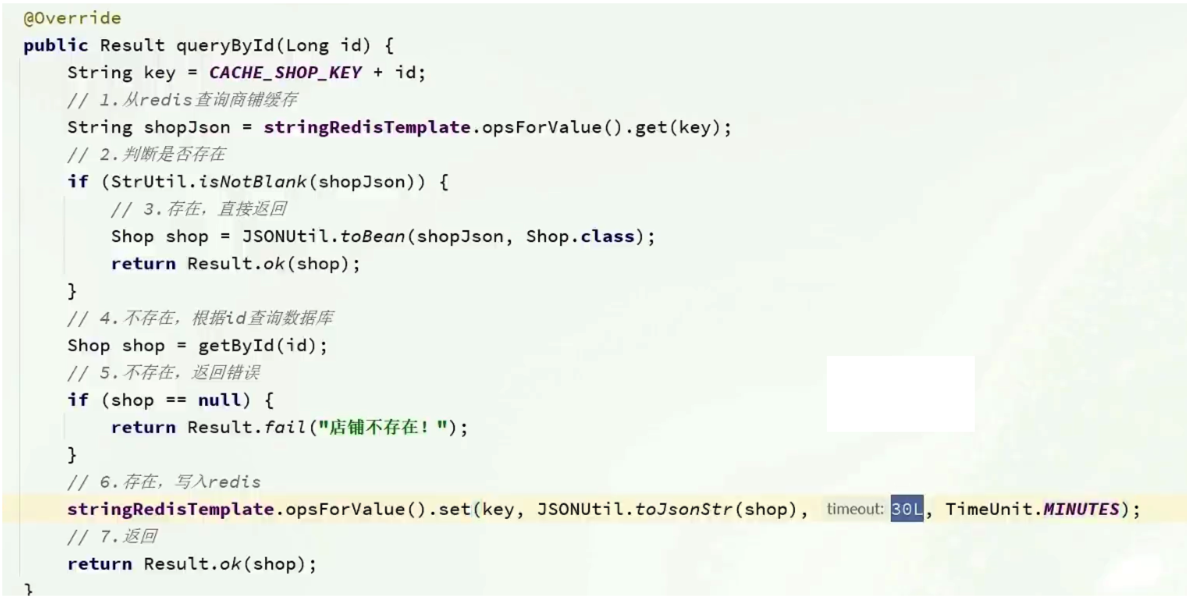 @Override
public Result queryById(Long id) {
    String key = CACHE_SHOP_KEY + id;
    // 1.从redis查询商铺缓存
    String shopJson = stringRedisTemplate.opsForValue().get(key);
    // 2.判断是否存在
    if (StrUtil.isNotBlank(shopJson)) {
        // 3.存在，直接返回
        Shop shop = JSONUtil.toBean(shopJson, Shop.class);
        return Result.ok(shop);
    }
    // 4.不存在，根据id查询数据库
    Shop shop = getById(id);
    // 5.不存在，返回错误
    if (shop == null) {
        return Result.fail("店铺不存在！");
    }
    // 6.存在，写入redis
    stringRedisTemplate.opsForValue().set(key, JSONUtil.toJsonStr(shop), timeout: 30L, TimeUnit.MINUTES);
    // 7.返回
    return Result.ok(shop);
}